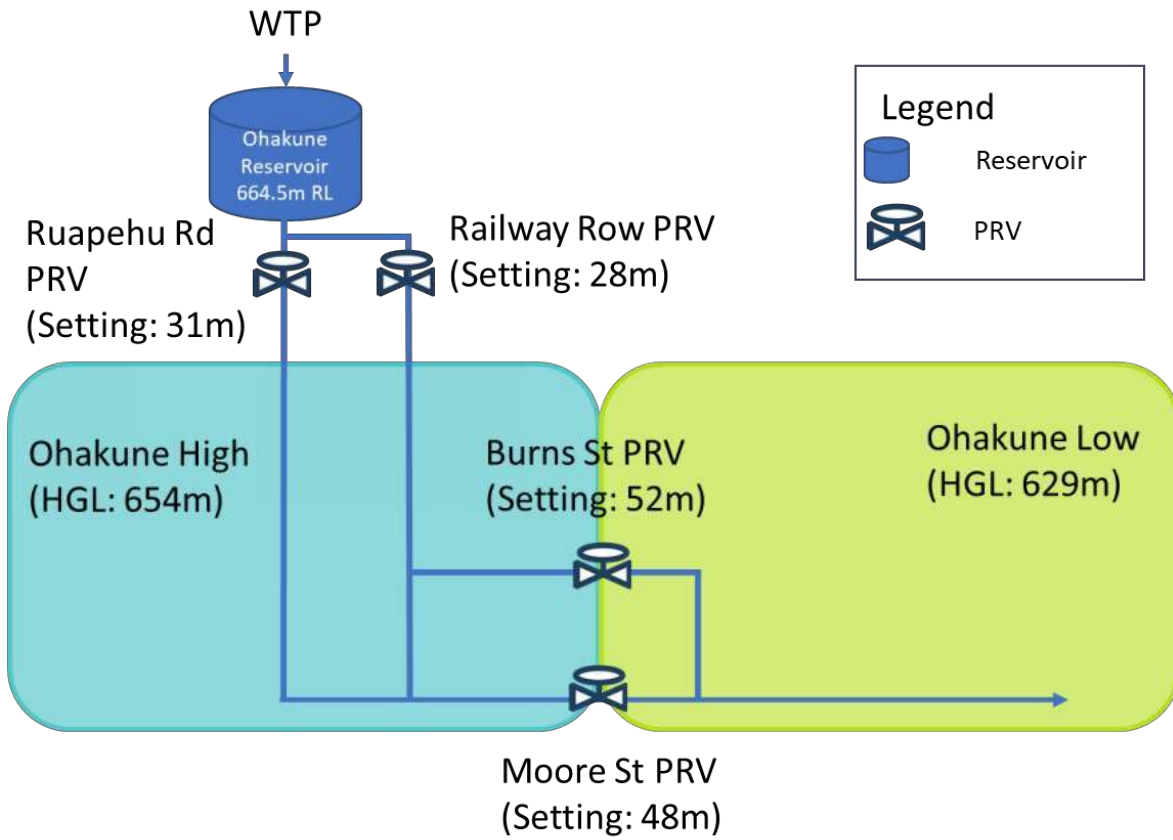 WTP
Ohakune
Reservoir
664.5m RL
Legend
Reservoir
PRV
Ruapehu Rd
PRV
(Setting: 31m)
Railway Row PRV
(Setting: 28m)
Ohakune High
(HGL: 654m)
Burns St PRV
(Setting: 52m)
Ohakune Low
(HGL: 629m)
Moore St PRV
(Setting: 48m)